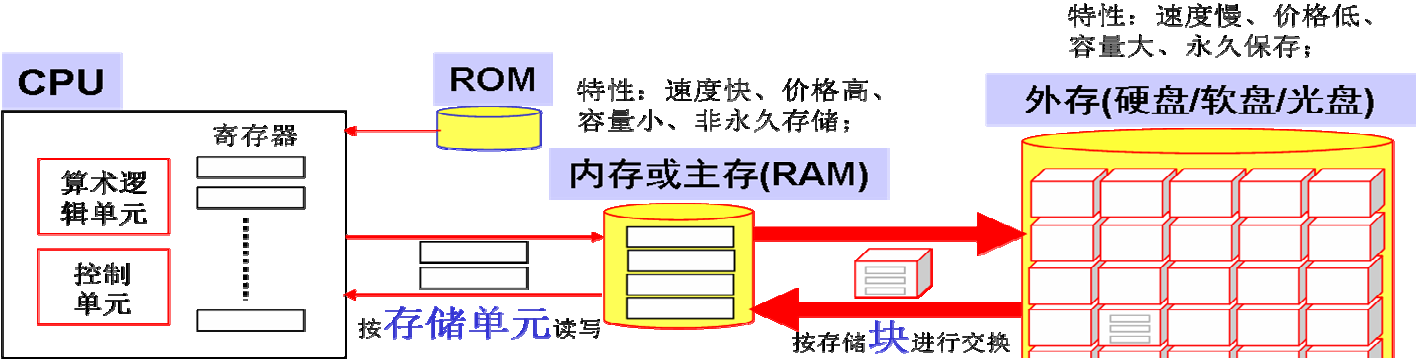 特性：速度慢、价格低、
容量大、永久保存；
CPU
ROM
特性：速度快、价格高、
容量小、非永久存储；
外存(硬盘/软盘/光盘)
寄存器
内存或主存(RAM)
算术逻
辑单元
控制
单元
按存储单元读写
按存储块进行交换